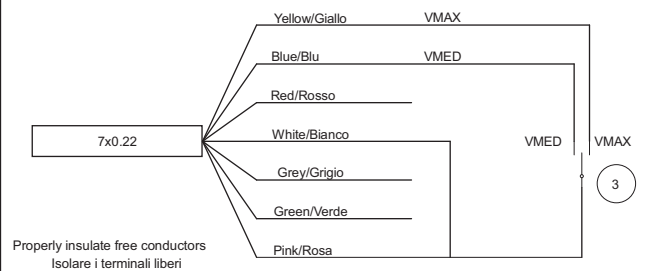 Yellow/Giallo VMAX
Blue/Blu VMED
Red/Rosso
7x0.22
White/Bianco
VMED VMAX
Grey/Grigio
3
Green/Verde
Pink/Rosa
Properly insulate free conductors
Isolare i terminali liberi